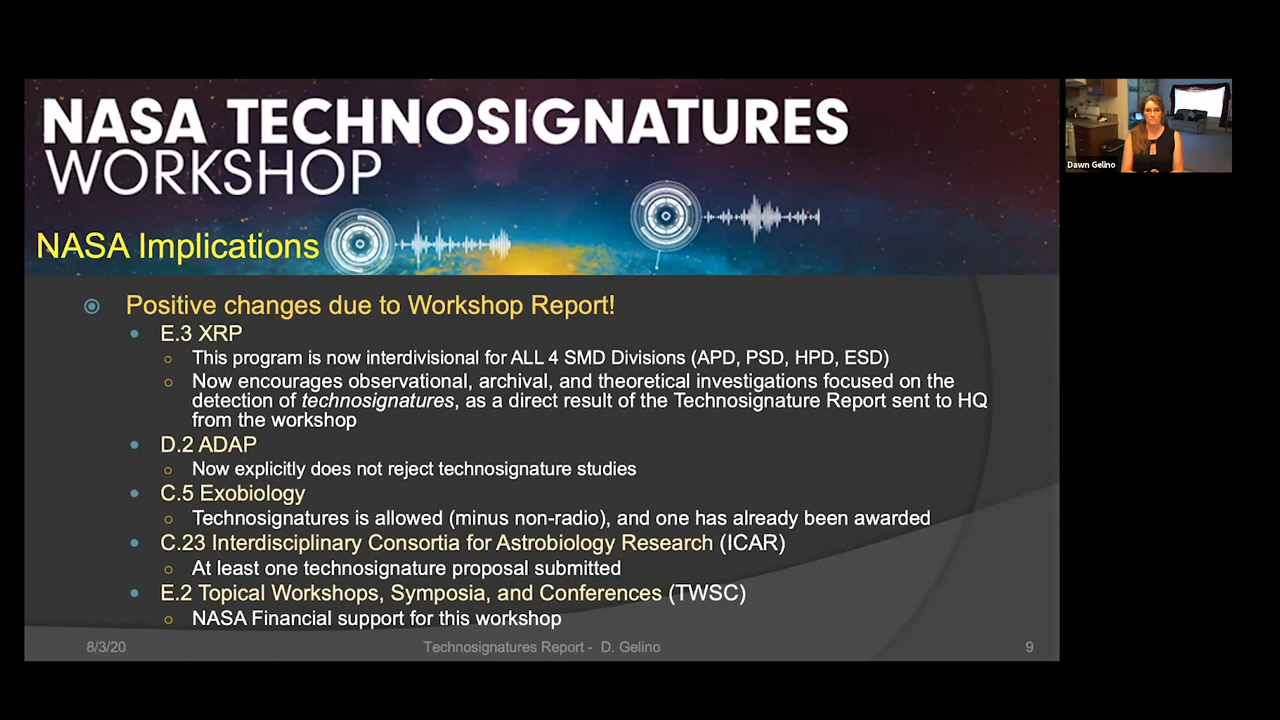 NASA TECHNOSIGNATURES
WORKSHOP
NASA Implications
Positive changes due to Workshop Report!
E.3 XRP
This program is now interdivisional for ALL 4 SMD Divisions (APD, PSD, HPD, ESD)
Now encourages observational, archival, and theoretical investigations focused on the
detection of technosignatures, as a direct result of the Technosignature Report sent to HQ
from the workshop
D.2 ADAP
Now explicitly does not reject technosignature studies
C.5 Exobiology
Technosignatures is allowed (minus non-radio), and one has already been awarded
C.23 Interdisciplinary Consortia for Astrobiology Research (ICAR)
At least one technosignature proposal submitted
E.2 Topical Workshops, Symposia, and Conferences (TWSC)
NASA Financial support for this workshop
8/3/20
Technosignatures Report - D. Gelino
9
Dawn Gelino